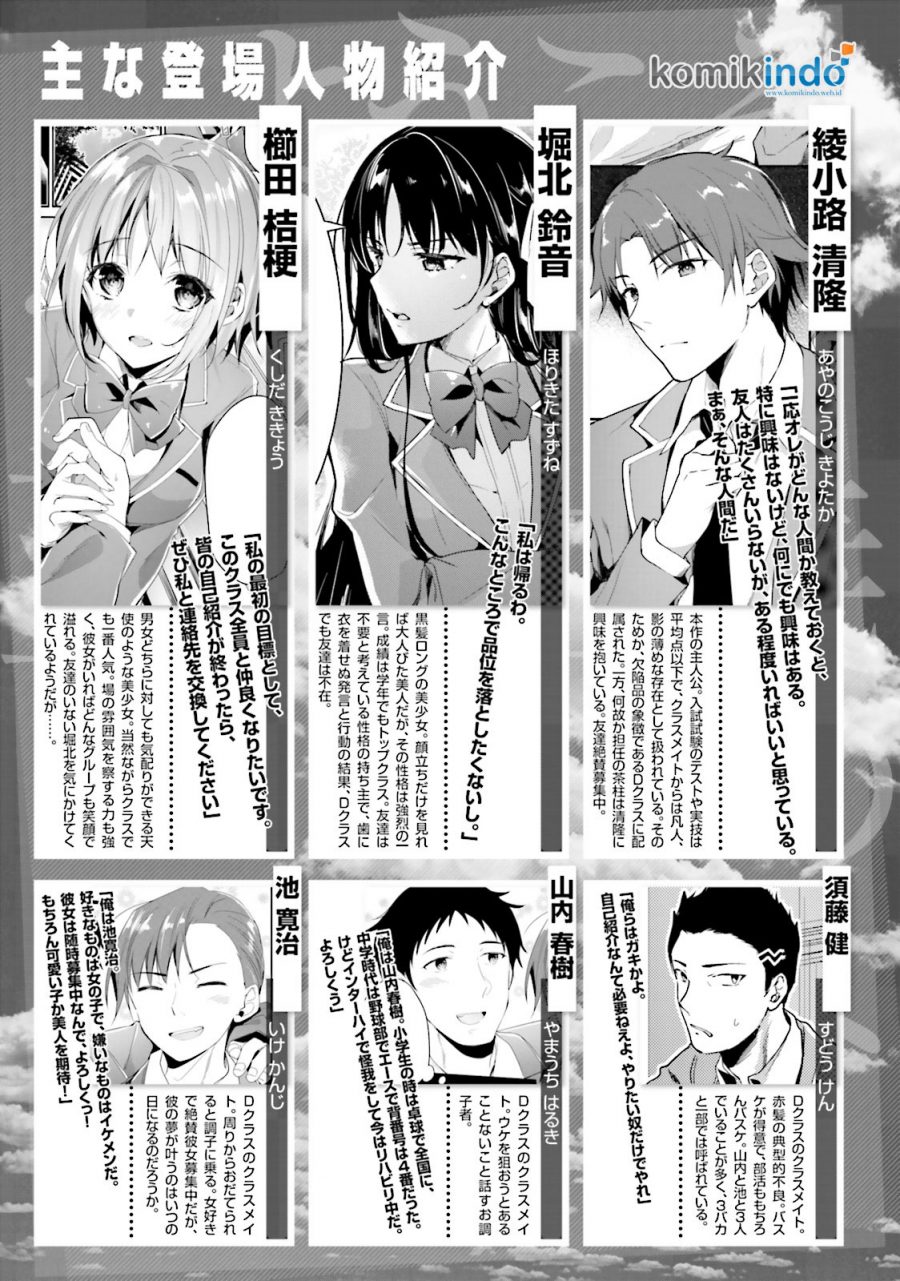 主な登場人物紹介
komikindo
www.komikindo.web.id
綾小路 清隆
あやのこうじ きよたか
「一応オレがどんな人間か教えておくと、
特に興味はないけど、何にでも興味はある。
友人はたくさんいらないが、ある程度いればいいと思っている。
まぁ、そんな人間だ」
本作の主人公。入試試験のテストや実技は
平均点以下で、クラスメイトからは凡人、
影の薄めな存在として扱われている。その
ためか、欠陥品の象徴であるDクラスに配
属された。一方、何故か担任の茶柱は清隆に
興味を抱いている。友達絶賛募集中。
堀北 鈴音
ほりきた すずね
「私は帰るわ。
こんなところで品位を落としたくないし。」
黒髪ロングの美少女。顔立ちだけを見れ
ば大人びた美人だが、その性格は強烈の一
言。成績は学年でもトップクラス。友達は
不要と考えている性格の持ち主で、歯に
衣を着せぬ発言と行動の結果、Dクラス
でも友達は不在。
櫛田 桔梗
くしだ ききょう
「私の最初の目標として、
このクラス全員と仲良くなりたいです。
皆の自己紹介が終わったら、
ぜひ私と連絡先を交換してください」
男女どちらに対しても気配りができる天
使のような美少女。当然ながらクラスで
も一番人気。場の雰囲気を察する力も強
く、彼女がいればどんなグループも笑顔で
溢れる。友達のいない堀北を気にかけてく
れているようだが……。
須藤 健
すどう けん
「俺らはガキかよ。
自己紹介なんて必要ねえよ、やりたい奴だけでやれ」
Dクラスのクラスメイト。
赤髪の典型的不良。バス
ケが得意で、部活ももちろ
んバスケ。山内と池と3人
でいることが多く、3バカ
と一部では呼ばれている。
山内 春樹
やまうち はるき
「俺は山内春樹。小学生の時は卓球で全国に、
中学時代は野球部でエースで背番号は4番だった。
けどインターハイで怪我をして今はリハビリ中だ。
よろしくう」
Dクラスのクラスメイ
ト。ウケを狙おうとある
ことないこと話すお調
子者。
池 寛治
いけ かんじ
「俺は池寛治。
好きなものは女の子で、嫌いなものはイケメンだ。
彼女は随時募集中なんで、よろしくっ!
もちろん可愛い子か美人を期待!」
Dクラスのクラスメイ
ト。周りからおだてられ
ると調子に乗る。女好き
で絶賛彼女募集中だが、
彼の夢が叶うのはいつの
日になるのだろうか。